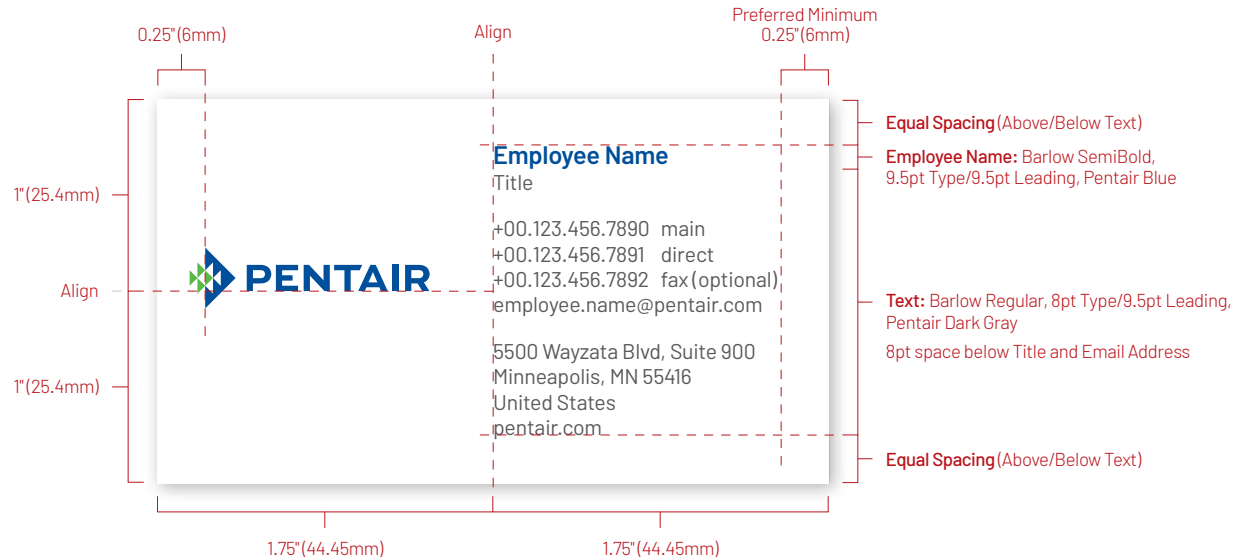 Preferred Minimum
0.25"(6mm)
Align
0.25"(6mm)
Equal Spacing (Above/Below Text)
Employee Name
Employee Name: Barlow SemiBold,
9.5pt Type/9.5pt Leading, Pentair Blue
Title
1"(25.4mm)
+00.123.456.7890 main
+00.123.456.7891 direct
+00.123.456.7892 fax (optional)
employee.name@pentair.com
PENTAIR
Align
Text: Barlow Regular, 8pt Type/9.5pt Leading,
Pentair Dark Gray
8pt space below Title and Email Address
5500 Wayzata Blvd, Suite 900
Minneapolis, MN 55416
United States
pentair.com
1"(25.4mm)
Equal Spacing (Above/Below Text)
1.75"(44.45mm)
1.75"(44.45mm)